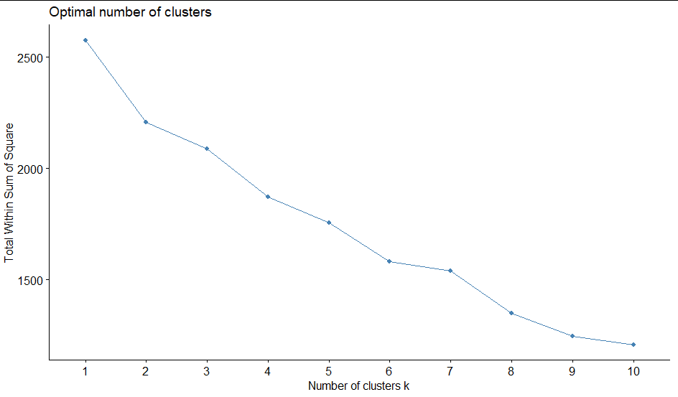 Optimal number of clusters
2500
2000
1500
Total Within Sum of Square
1 2 3 4 5 6 7 8 9 10
Number of clusters k